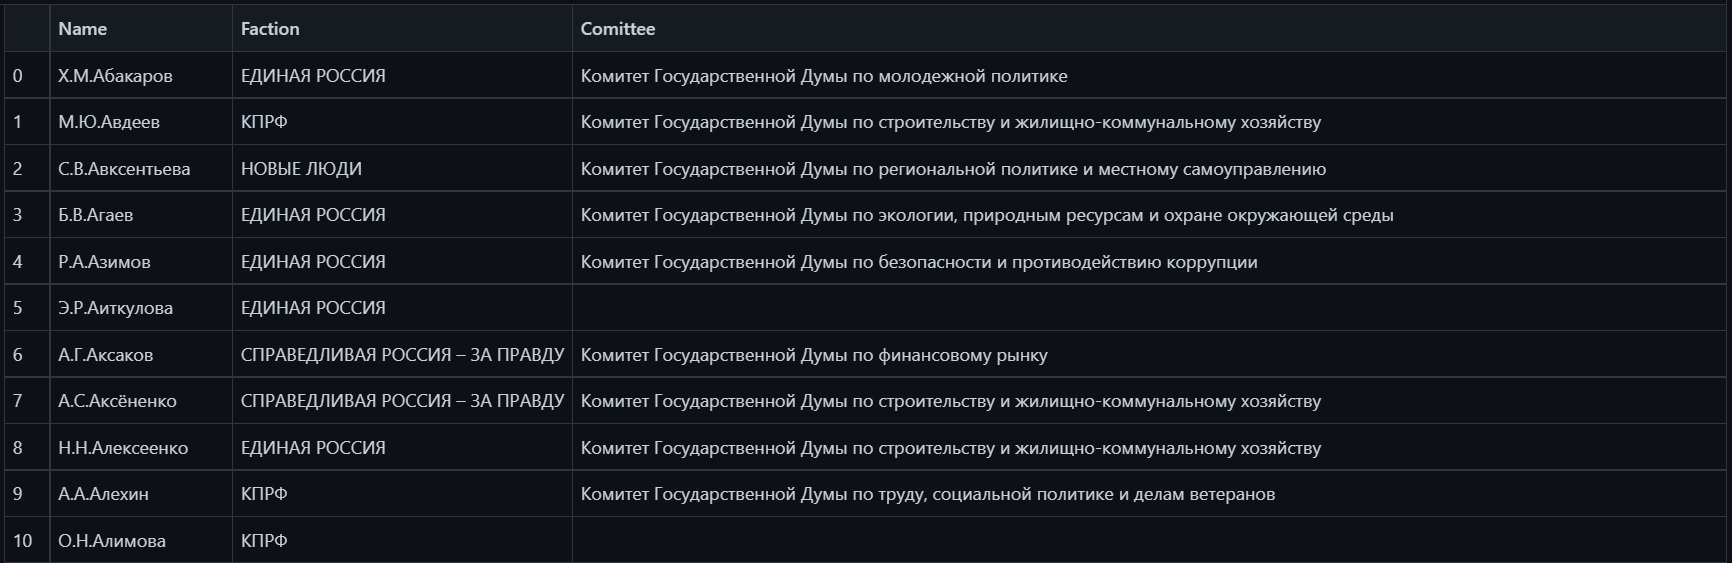 Name Faction Comittee
0 Х.М.Абакаров ЕДИНАЯ РОССИЯ Комитет Государственной Думы по молодежной политике
1 М.Ю.Авдеев КПРФ Комитет Государственной Думы по строительству и жилищно-коммунальному хозяйству
2 С.В.Авксентьева НОВЫЕ ЛЮДИ Комитет Государственной Думы по региональной политике и местному самоуправлению
3 Б.В.Агаев ЕДИНАЯ РОССИЯ Комитет Государственной Думы по экологии, природным ресурсам и охране окружающей среды
4 Р.А.Азимов ЕДИНАЯ РОССИЯ Комитет Государственной Думы по безопасности и противодействию коррупции
5 Э.Р.Аиткулова ЕДИНАЯ РОССИЯ
6 А.Г.Аксаков СПРАВЕДЛИВАЯ РОССИЯ – ЗА ПРАВДУ Комитет Государственной Думы по финансовому рынку
7 А.С.Аксёненко СПРАВЕДЛИВАЯ РОССИЯ – ЗА ПРАВДУ Комитет Государственной Думы по строительству и жилищно-коммунальному хозяйству
8 Н.Н.Алексеенко ЕДИНАЯ РОССИЯ Комитет Государственной Думы по строительству и жилищно-коммунальному хозяйству
9 А.А.Алехин КПРФ Комитет Государственной Думы по труду, социальной политике и делам ветеранов
10 О.Н.Алимова КПРФ